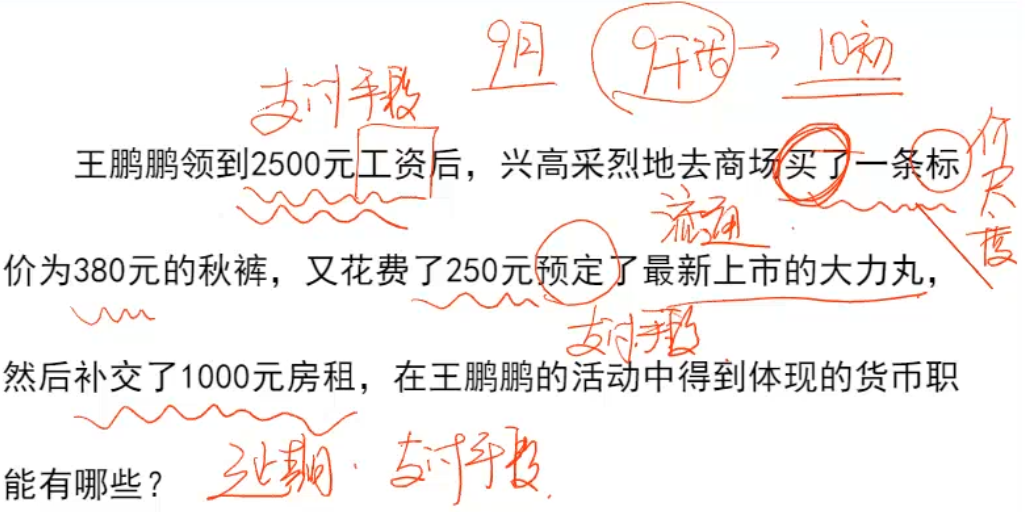 9月 9干活→ 10初
支付手段
王鹏鹏领到2500元工资后，兴高采烈地去商场买了一条标
价尺度
流通
价为380元的秋裤，又花费了250元预定了最新上市的大力丸，
支付手段
然后补交了1000元房租，在王鹏鹏的活动中得到体现的货币职
能有哪些？ 延期.支付手段.